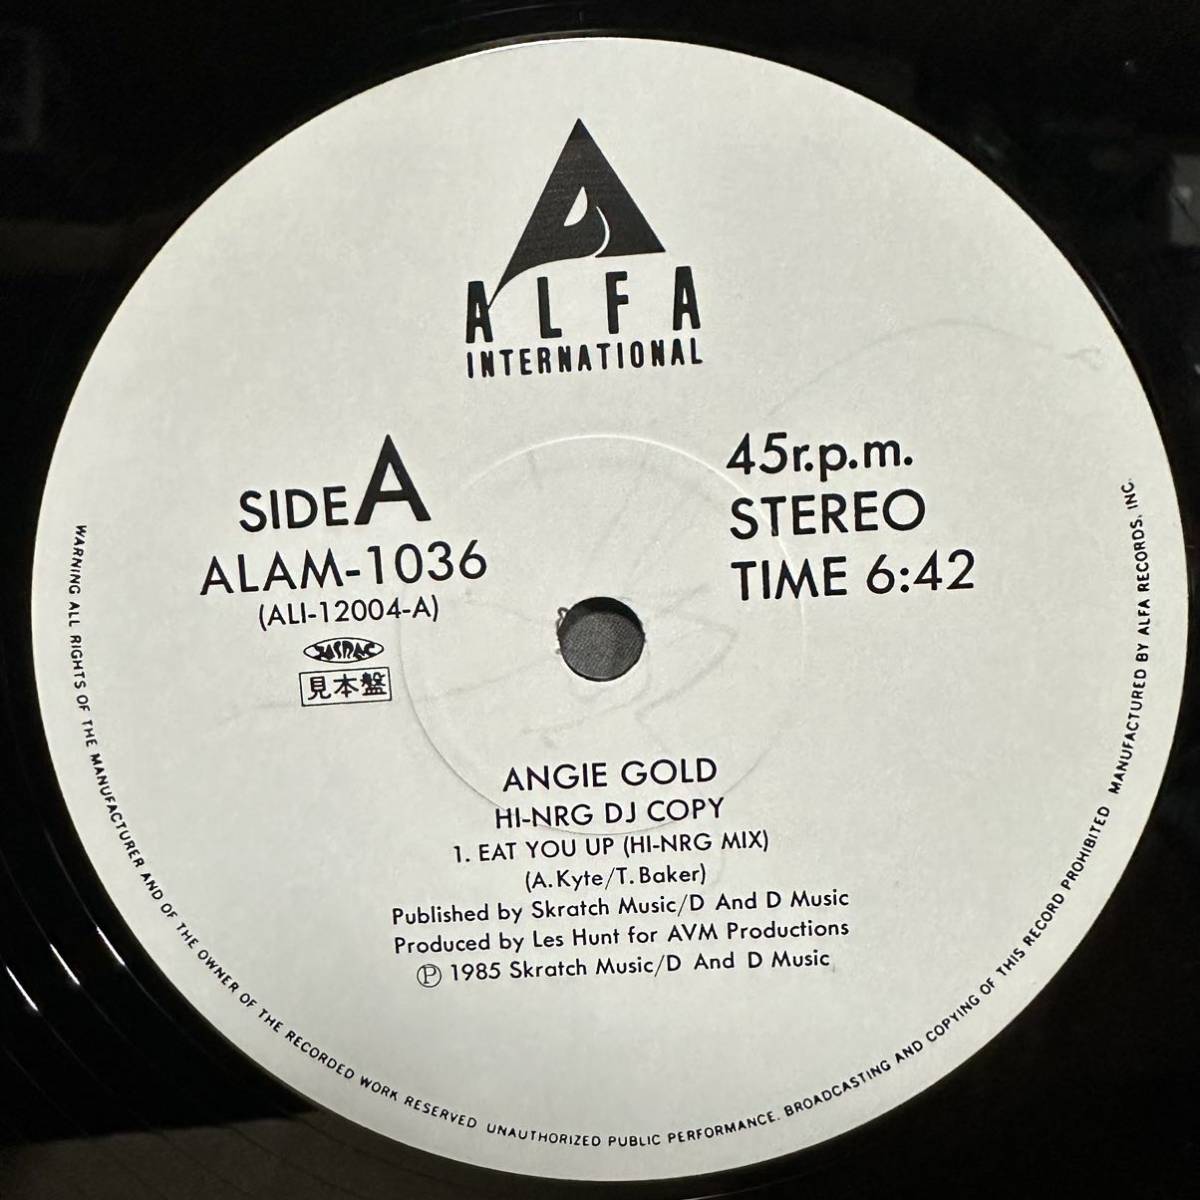 ALFA
INTERNATIONAL
SIDE A
ALAM-1036
(ALI-12004-A)
JASRAC
見本盤
45r.p.m.
STEREO
TIME 6:42
ANGIE GOLD
HI-NRG DJ COPY
1. EAT YOU UP (HI-NRG MIX)
(A. Kyte/T. Baker)
Published by Skratch Music/D And D Music
Produced by Les Hunt for AVM Productions
Ⓟ 1985 Skratch Music/D And D Music
WARNING ALL RIGHTS OF THE MANUFACTURER AND OF THE OWNER OF THE RECORDED WORK RESERVED UNAUTHORIZED PUBLIC PERFORMANCE. BROADCASTING AND COPYING OF THIS RECORD PROHIBITED MANUFACTURED BY ALFA RECORDS, INC.